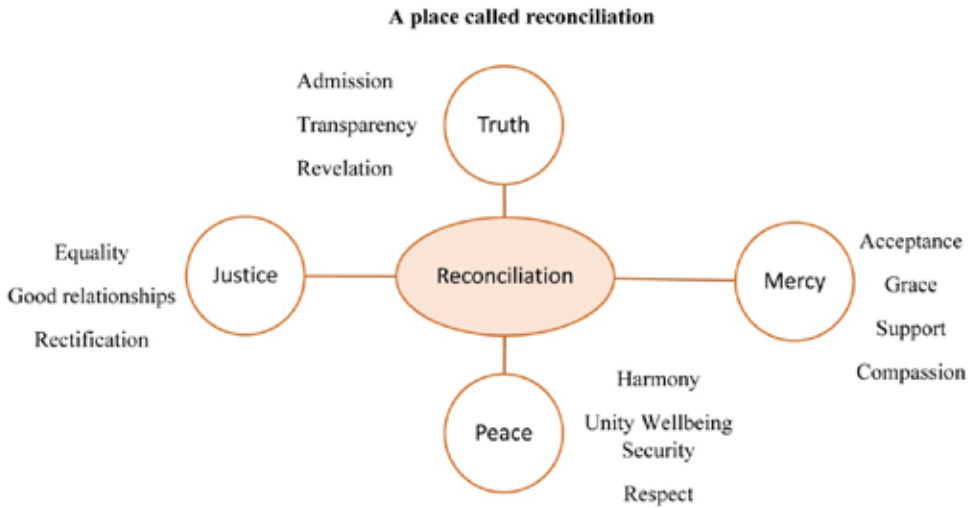 A place called reconciliation
Admission
Transparency
Revelation
Truth
Equality
Good relationships
Rectification
Justice
Reconciliation
Mercy
Acceptance
Grace
Support
Compassion
Peace
Harmony
Unity Wellbeing
Security
Respect